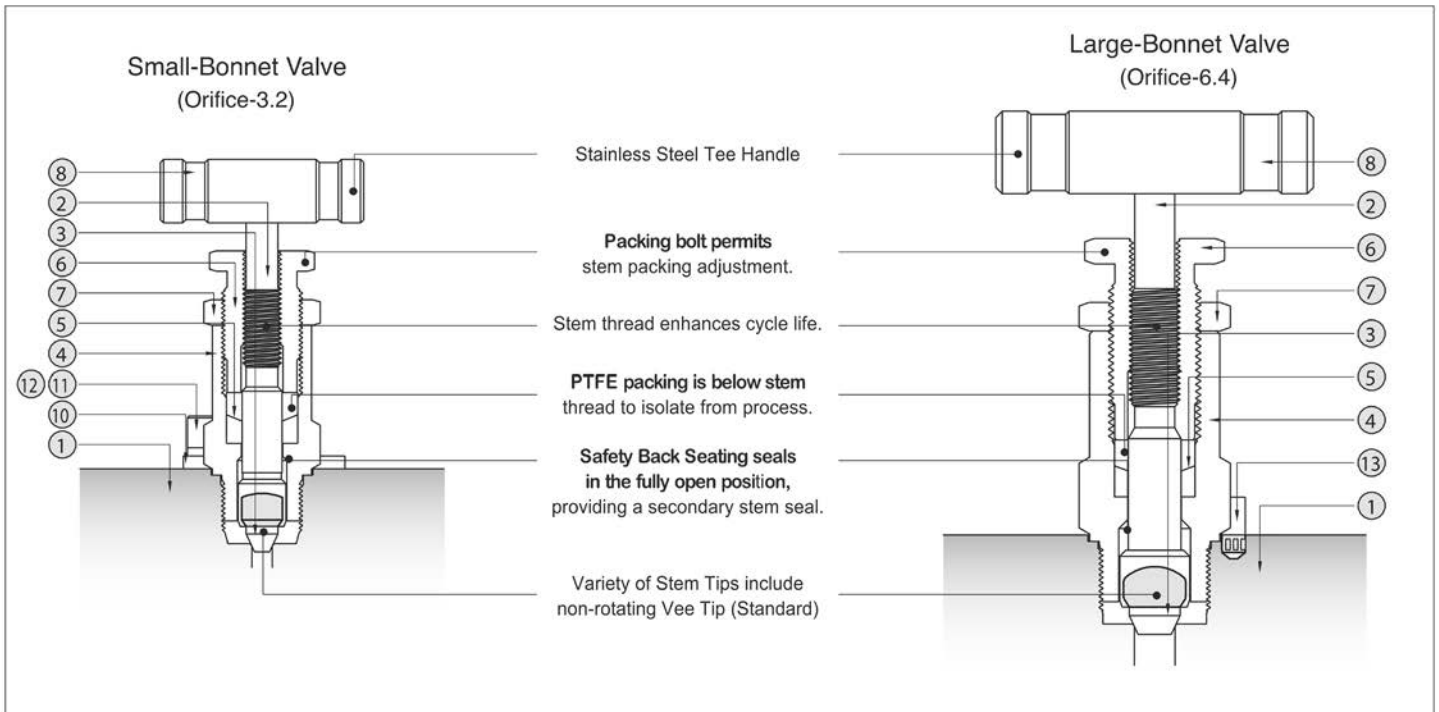 Small-Bonnet Valve
(Orifice-3.2)
Large-Bonnet Valve
(Orifice-6.4)
8
2
3
6
7
5
4
12 11
10
1
Stainless Steel Tee Handle
Packing bolt permits
stem packing adjustment.
Stem thread enhances cycle life.
PTFE packing is below stem
thread to isolate from process.
Safety Back Seating seals
in the fully open position,
providing a secondary stem seal.
Variety of Stem Tips include
non-rotating Vee Tip (Standard)
8
2
6
7
3
5
4
13
1